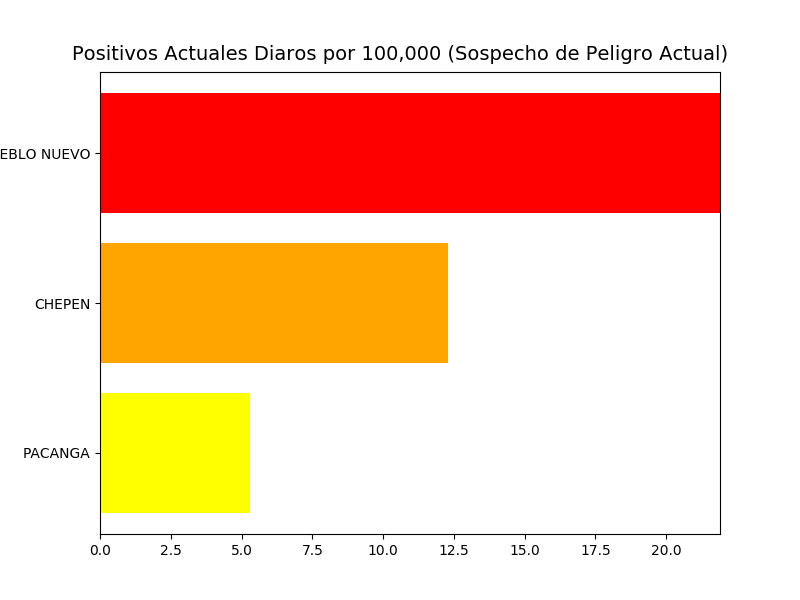 Positivos Actuales Diaros por 100,000 (Sospecho de Peligro Actual)
EBLO NUEVO
CHEPEN
PACANGA
0.0 2.5 5.0 7.5 10.0 12.5 15.0 17.5 20.0